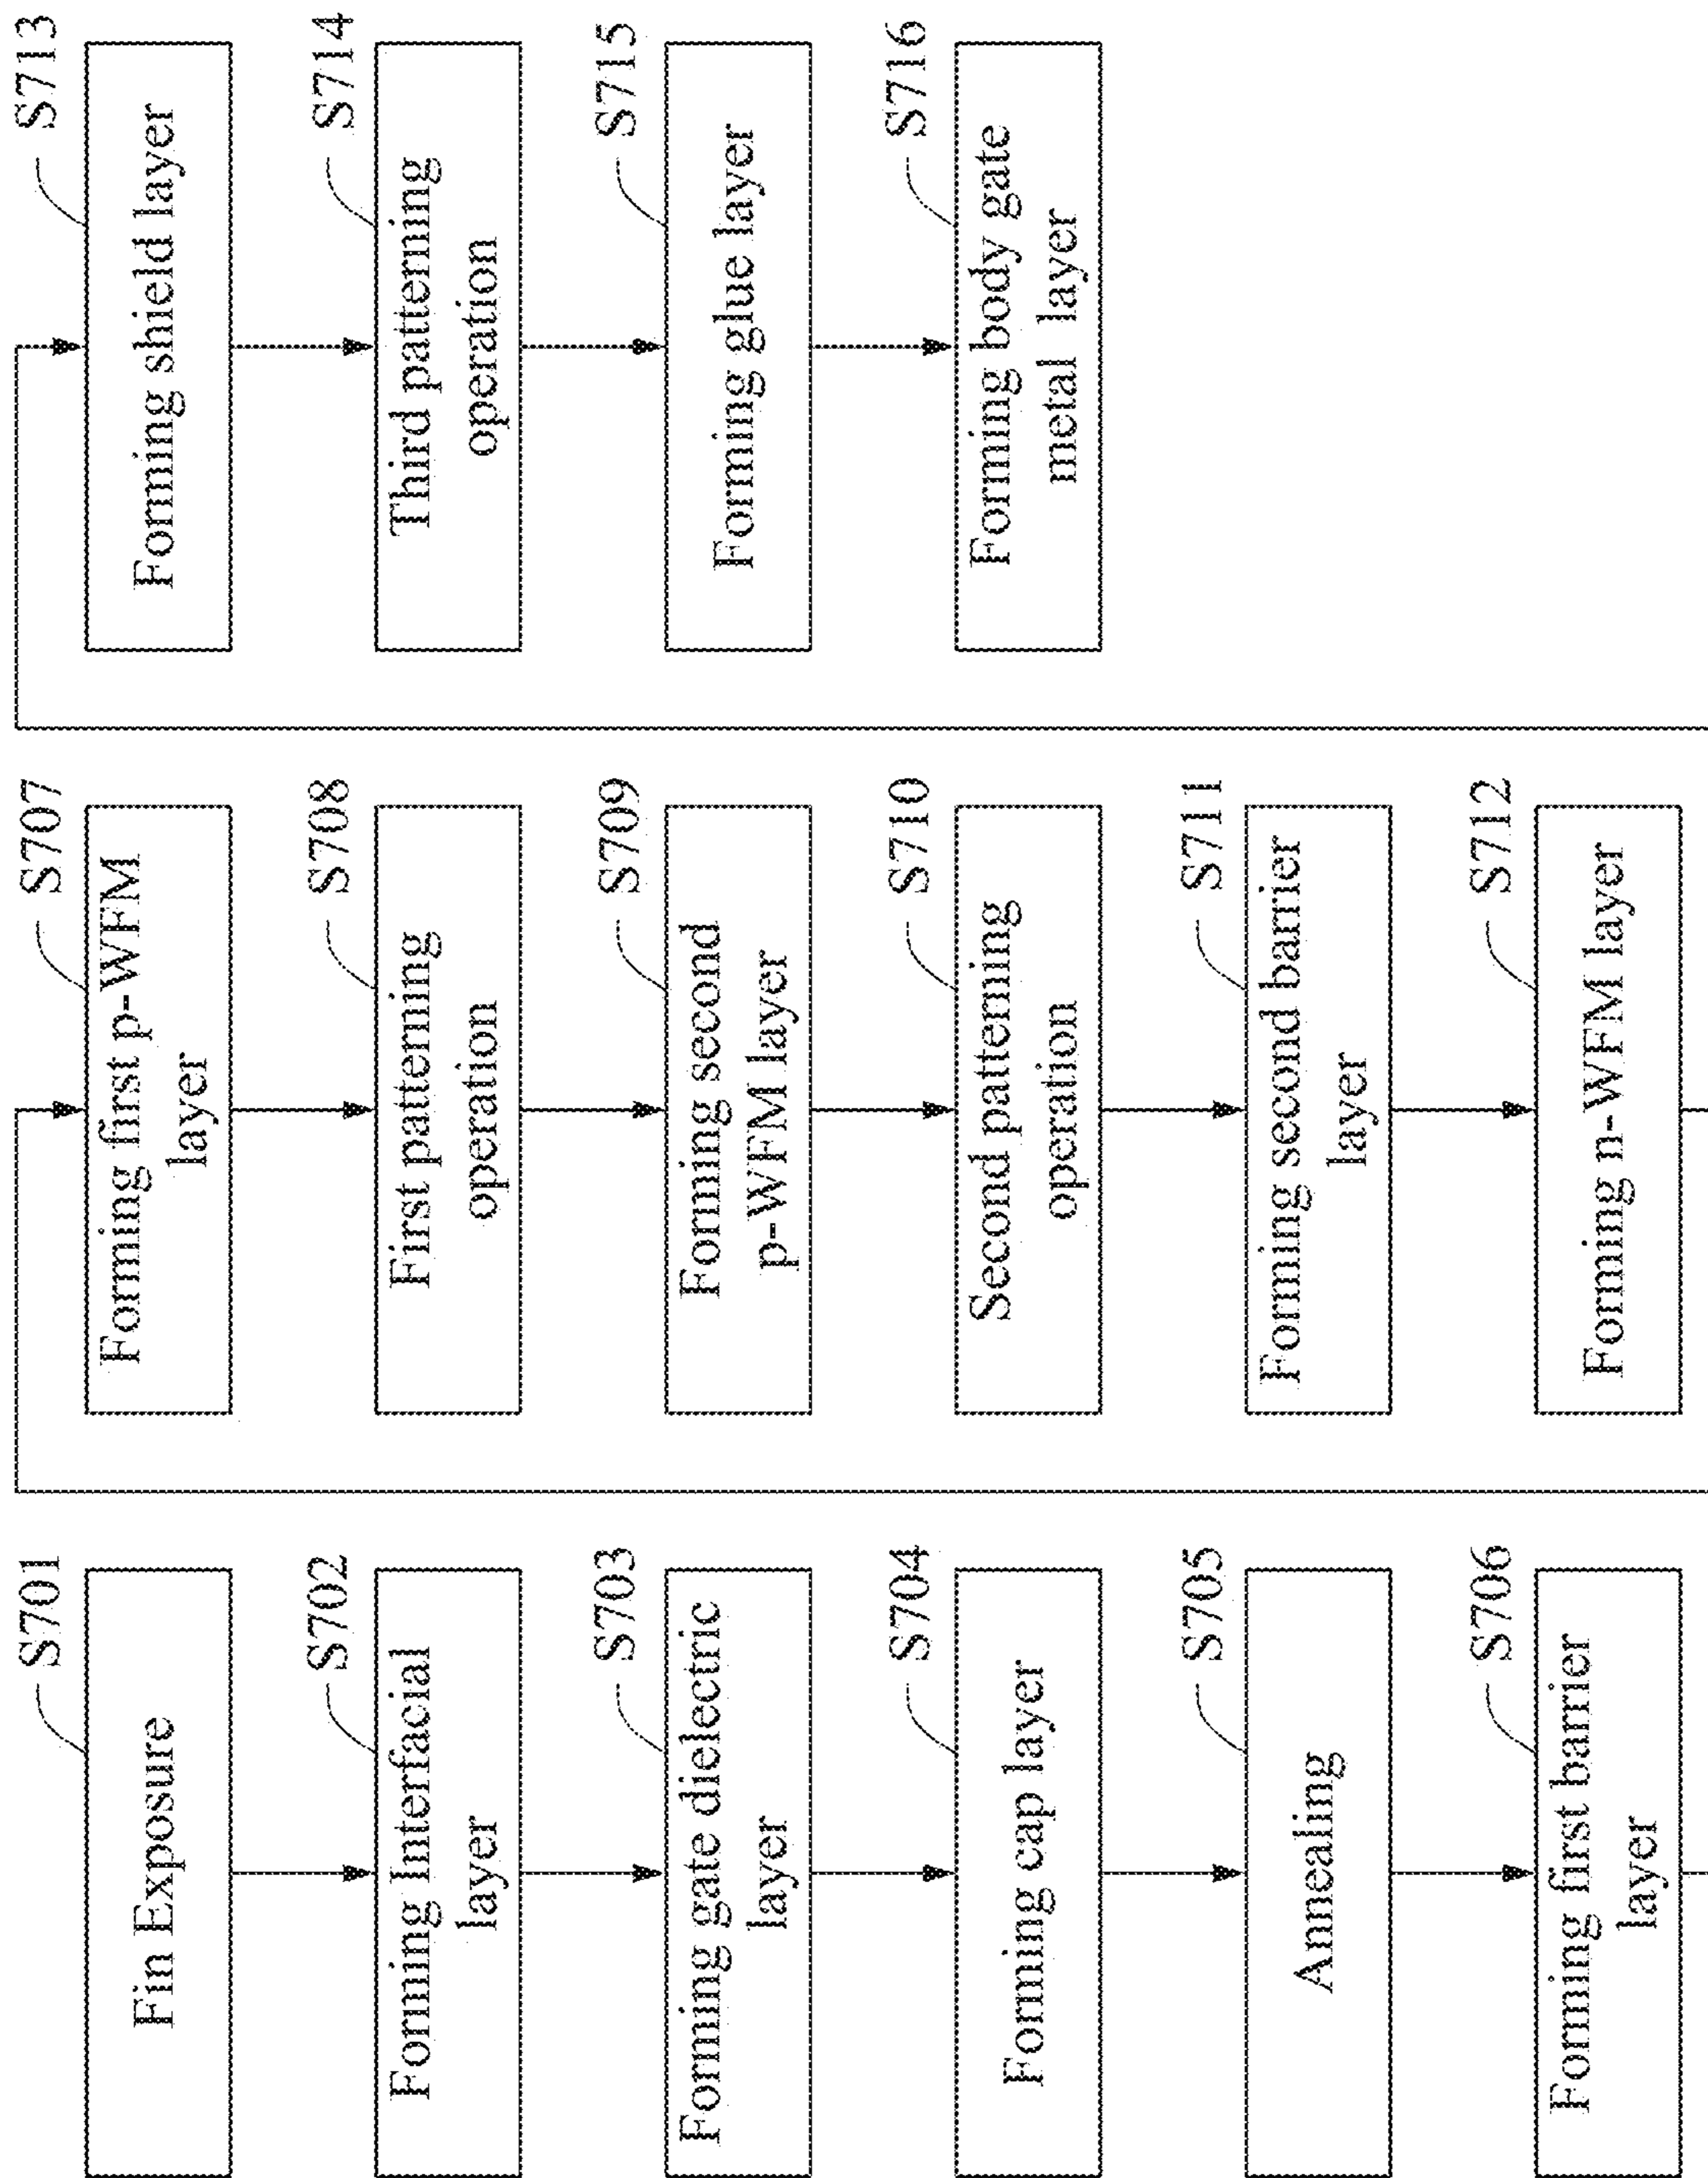 S701
Fin Exposure
S702
Forming Interfacial
layer
S703
Forming gate dielectric
layer
S704
Forming cap layer
S705
Annealing
S706
Forming first barrier
layer
S707
Forming first p-WFM
layer
S708
First patterning
operation
S709
Forming second
p-WFM layer
S710
Second patterning
operation
S711
Forming second barrier
layer
S712
Forming n-WFM layer
S713
Forming shield layer
S714
Third patterning
operation
S715
Forming glue layer
S716
Forming body gate
metal layer